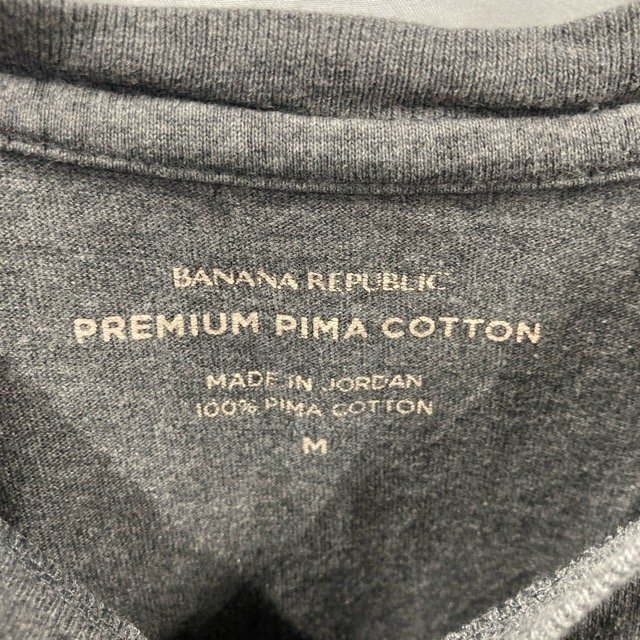 BANANA REPUBLIC
PREMIUM PIMA COTTON
MADE IN JORDAN
100% PIMA COTTON
M